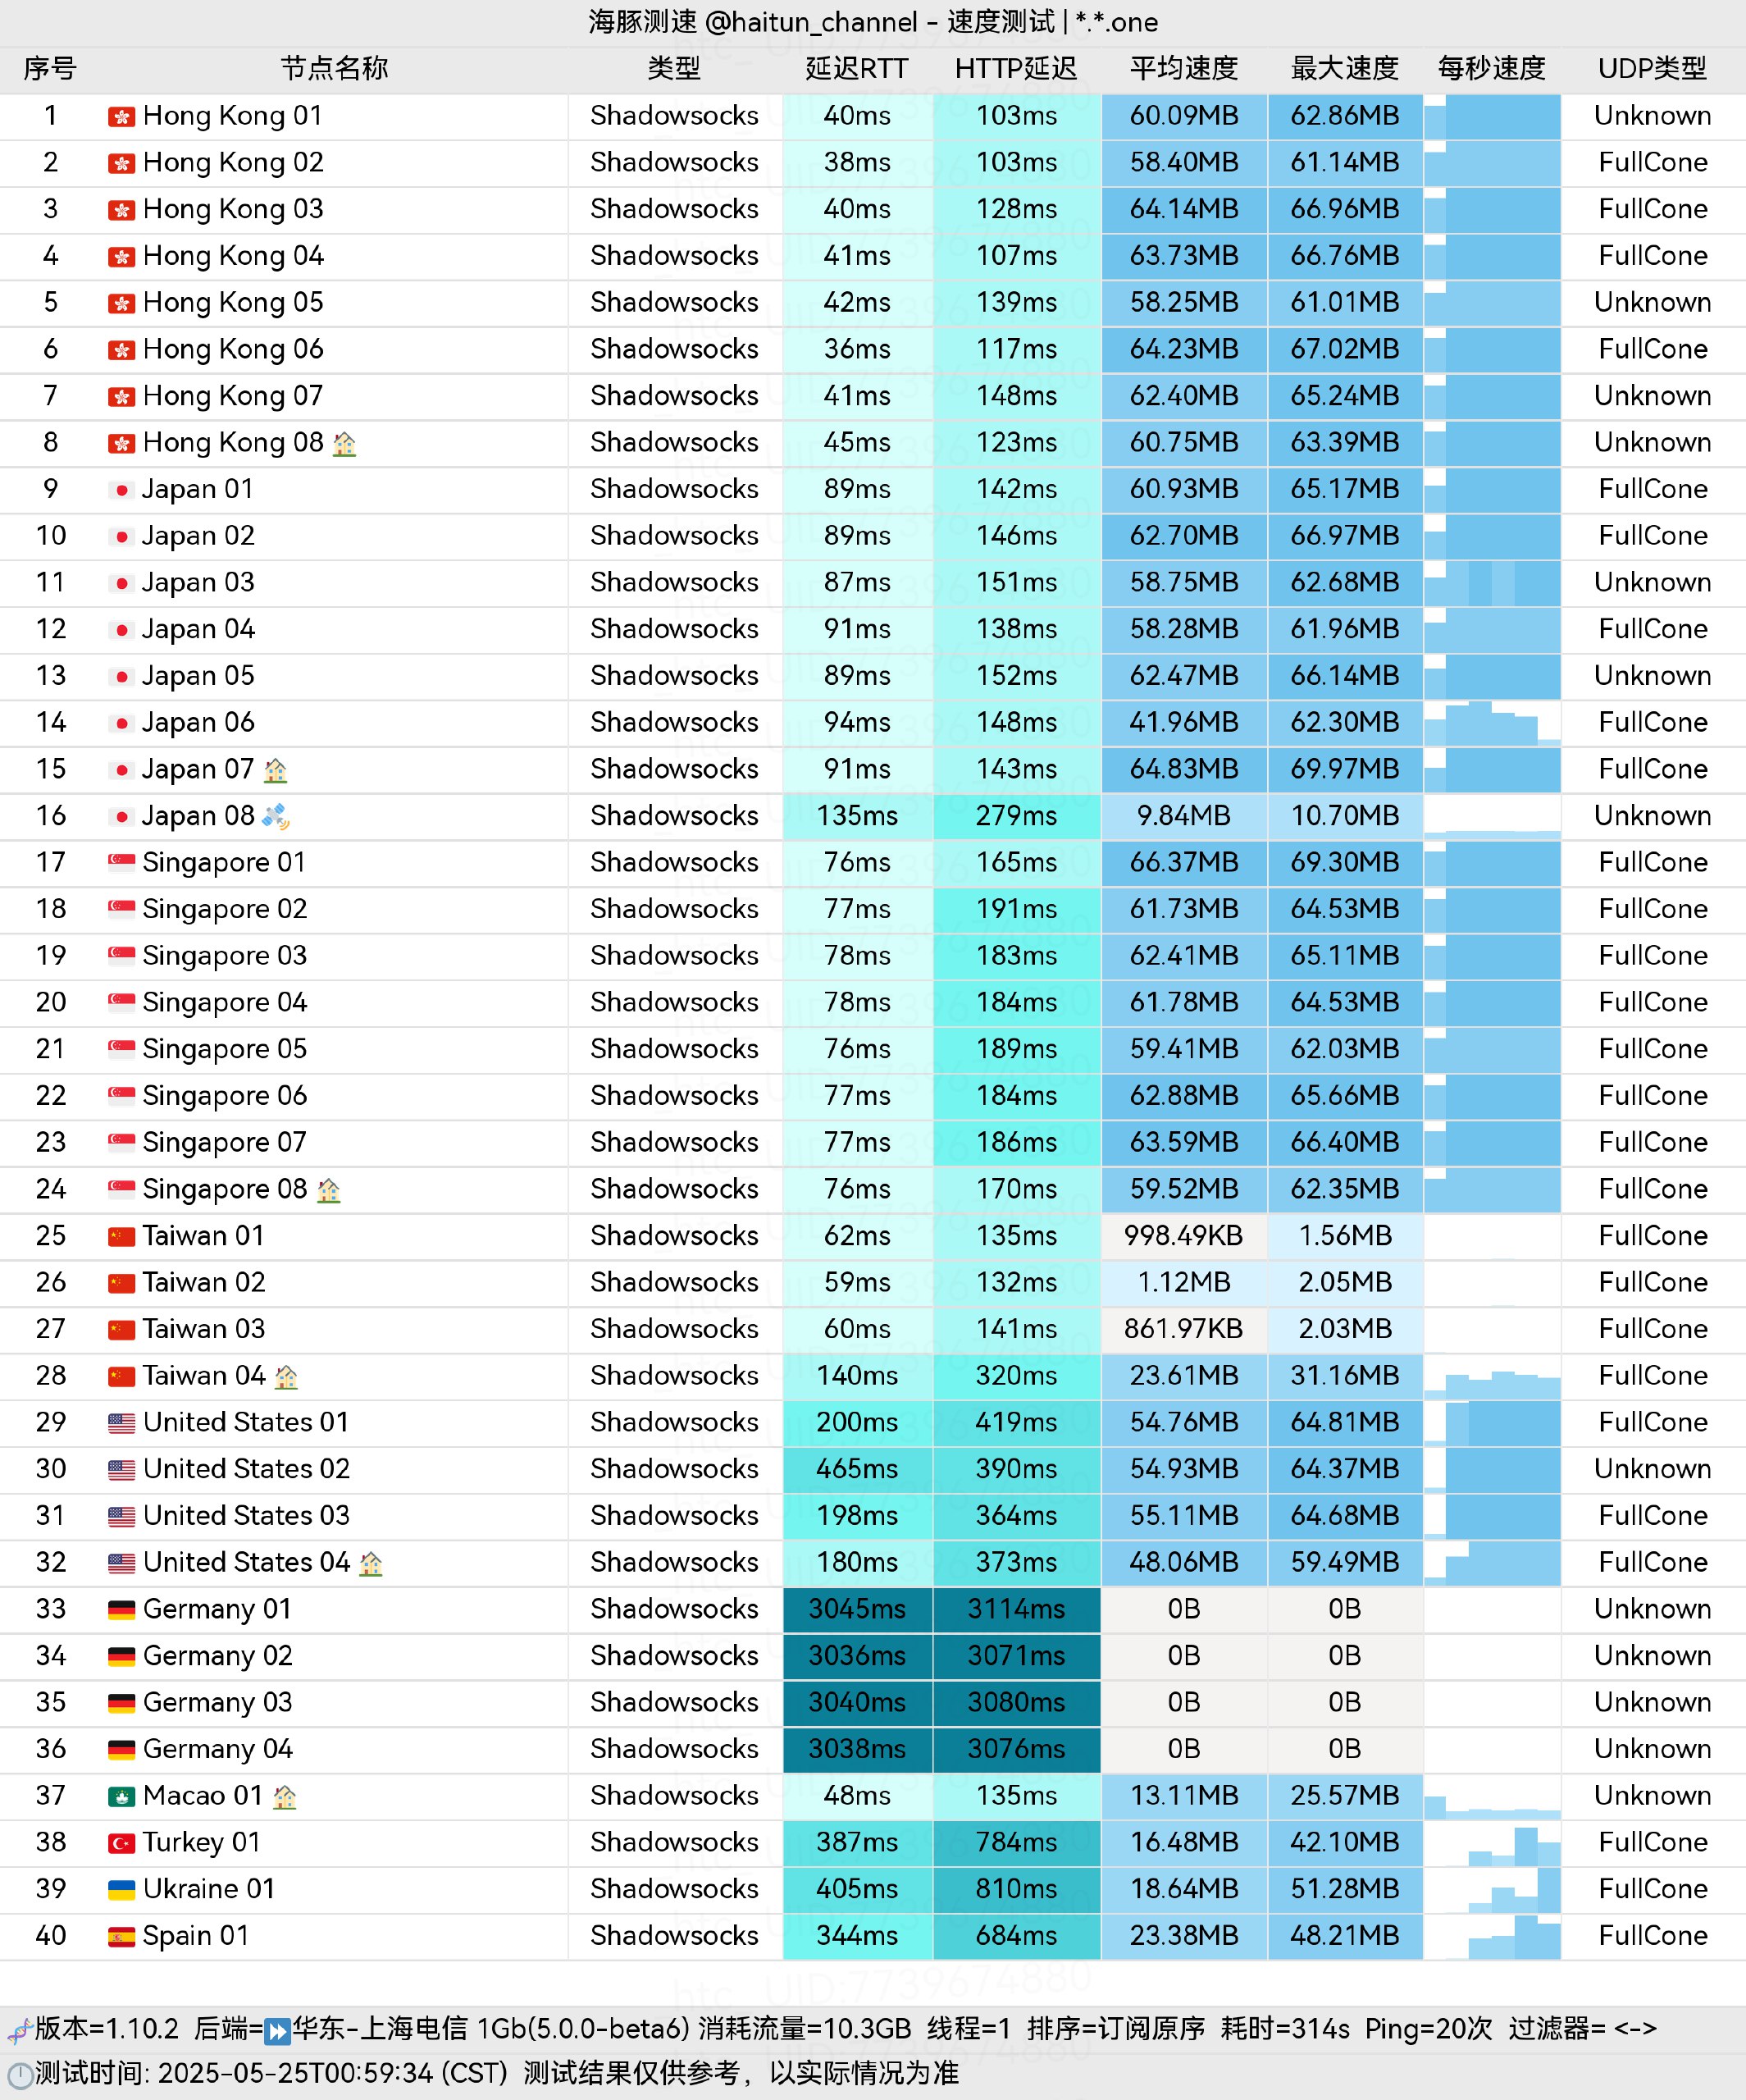 海豚测速 @haitun_channel - 速度测试 | *.*.one
序号 节点名称 类型 延迟RTT HTTP延迟 平均速度 最大速度 每秒速度 UDP类型
1 Hong Kong 01 Shadowsocks 40ms 103ms 60.09MB 62.86MB Unknown
2 Hong Kong 02 Shadowsocks 38ms 103ms 58.40MB 61.14MB FullCone
3 Hong Kong 03 Shadowsocks 40ms 128ms 64.14MB 66.96MB FullCone
4 Hong Kong 04 Shadowsocks 41ms 107ms 63.73MB 66.76MB FullCone
5 Hong Kong 05 Shadowsocks 42ms 139ms 58.25MB 61.01MB Unknown
6 Hong Kong 06 Shadowsocks 36ms 117ms 64.23MB 67.02MB FullCone
7 Hong Kong 07 Shadowsocks 41ms 148ms 62.40MB 65.24MB Unknown
8 Hong Kong 08 Shadowsocks 45ms 123ms 60.75MB 63.39MB Unknown
9 Japan 01 Shadowsocks 89ms 142ms 60.93MB 65.17MB FullCone
10 Japan 02 Shadowsocks 89ms 146ms 62.70MB 66.97MB FullCone
11 Japan 03 Shadowsocks 87ms 151ms 58.75MB 62.68MB Unknown
12 Japan 04 Shadowsocks 91ms 138ms 58.28MB 61.96MB FullCone
13 Japan 05 Shadowsocks 89ms 152ms 62.47MB 66.14MB Unknown
14 Japan 06 Shadowsocks 94ms 148ms 41.96MB 62.30MB FullCone
15 Japan 07 Shadowsocks 91ms 143ms 64.83MB 69.97MB FullCone
16 Japan 08 Shadowsocks 135ms 279ms 9.84MB 10.70MB Unknown
17 Singapore 01 Shadowsocks 76ms 165ms 66.37MB 69.30MB FullCone
18 Singapore 02 Shadowsocks 77ms 191ms 61.73MB 64.53MB FullCone
19 Singapore 03 Shadowsocks 78ms 183ms 62.41MB 65.11MB FullCone
20 Singapore 04 Shadowsocks 78ms 184ms 61.78MB 64.53MB FullCone
21 Singapore 05 Shadowsocks 76ms 189ms 59.41MB 62.03MB FullCone
22 Singapore 06 Shadowsocks 77ms 184ms 62.88MB 65.66MB FullCone
23 Singapore 07 Shadowsocks 77ms 186ms 63.59MB 66.40MB FullCone
24 Singapore 08 Shadowsocks 76ms 170ms 59.52MB 62.35MB FullCone
25 Taiwan 01 Shadowsocks 62ms 135ms 998.49KB 1.56MB FullCone
26 Taiwan 02 Shadowsocks 59ms 132ms 1.12MB 2.05MB FullCone
27 Taiwan 03 Shadowsocks 60ms 141ms 861.97KB 2.03MB FullCone
28 Taiwan 04 Shadowsocks 140ms 320ms 23.61MB 31.16MB FullCone
29 United States 01 Shadowsocks 200ms 419ms 54.76MB 64.81MB FullCone
30 United States 02 Shadowsocks 465ms 390ms 54.93MB 64.37MB Unknown
31 United States 03 Shadowsocks 198ms 364ms 55.11MB 64.68MB FullCone
32 United States 04 Shadowsocks 180ms 373ms 48.06MB 59.49MB FullCone
33 Germany 01 Shadowsocks 3045ms 3114ms 0B 0B Unknown
34 Germany 02 Shadowsocks 3036ms 3071ms 0B 0B Unknown
35 Germany 03 Shadowsocks 3040ms 3080ms 0B 0B Unknown
36 Germany 04 Shadowsocks 3038ms 3076ms 0B 0B Unknown
37 Macao 01 Shadowsocks 48ms 135ms 13.11MB 25.57MB Unknown
38 Turkey 01 Shadowsocks 387ms 784ms 16.48MB 42.10MB FullCone
39 Ukraine 01 Shadowsocks 405ms 810ms 18.64MB 51.28MB FullCone
40 Spain 01 Shadowsocks 344ms 684ms 23.38MB 48.21MB FullCone
htc_ UID:7739674880
版本=1.10.2 后端=⏩华东-上海电信 1Gb(5.0.0-beta6) 消耗流量=10.3GB 线程=1 排序=订阅原序 耗时=314s Ping=20次 过滤器= <->
测试时间: 2025-05-25T00:59:34 (CST) 测试结果仅供参考，以实际情况为准